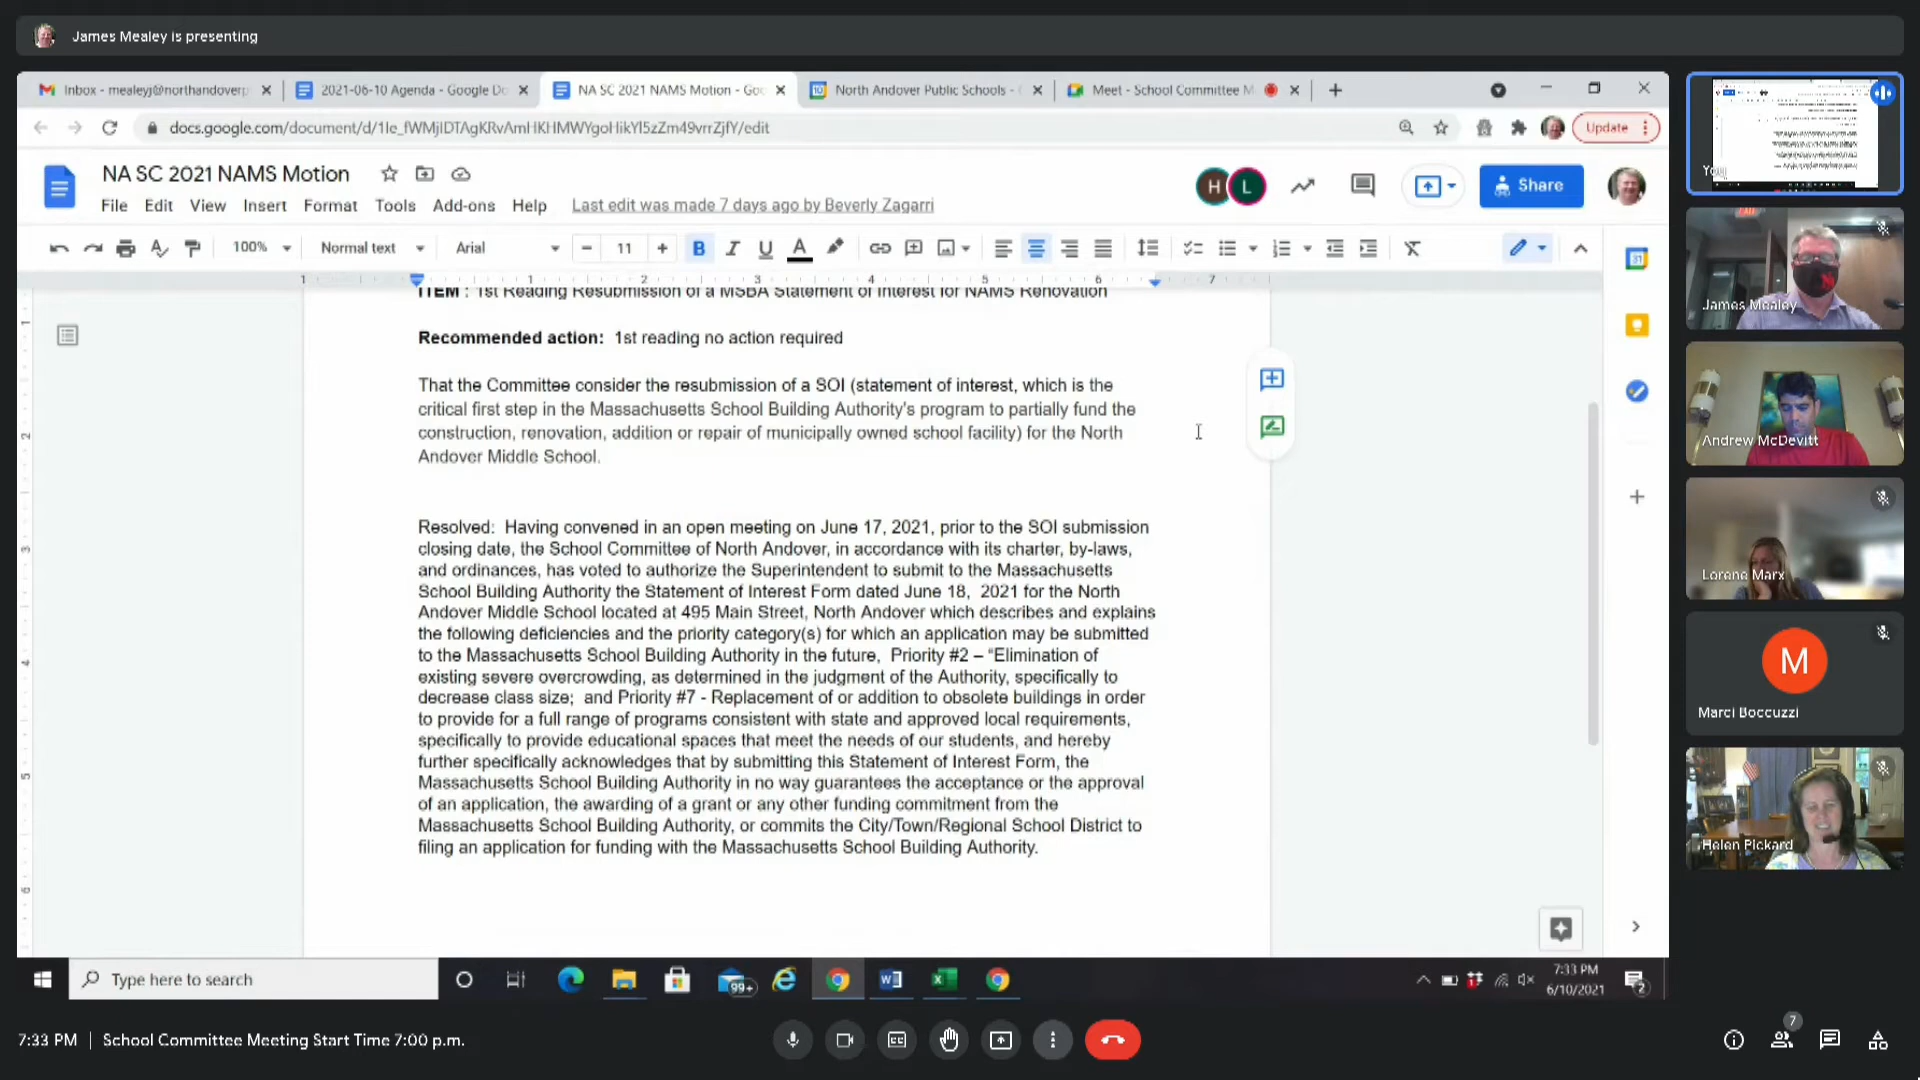 James Mealey is presenting
Inbox - mealeyj@northandoverp
2021-06-10 Agenda - Google Do
NA SC 2021 NAMS Motion - Goo
North Andover Public Schools -
Meet - School Committee M
Update
NA SC 2021 NAMS Motion
H
L
Share
File Edit View Insert Format Tools Add-ons Help
Last edit was made 7 days ago by Beverly Zagarri
100%
Normal text
Arial
11
B I U A
1 1 2 3 4 5 6 7
ITEM : 1st Reading Resubmission of a MSBA Statement of Interest for NAMS Renovation
Recommended action: 1st reading no action required
That the Committee consider the resubmission of a SOI (statement of interest, which is the
critical first step in the Massachusetts School Building Authority's program to partially fund the
construction, renovation, addition or repair of municipally owned school facility) for the North
Andover Middle School.
Resolved: Having convened in an open meeting on June 17, 2021, prior to the SOI submission
closing date, the School Committee of North Andover, in accordance with its charter, by-laws,
and ordinances, has voted to authorize the Superintendent to submit to the Massachusetts
School Building Authority the Statement of Interest Form dated June 18, 2021 for the North
Andover Middle School located at 495 Main Street, North Andover which describes and explains
the following deficiencies and the priority category(s) for which an application may be submitted
to the Massachusetts School Building Authority in the future, Priority #2 – “Elimination of
existing severe overcrowding, as determined in the judgment of the Authority, specifically to
decrease class size; and Priority #7 - Replacement of or addition to obsolete buildings in order
to provide for a full range of programs consistent with state and approved local requirements,
specifically to provide educational spaces that meet the needs of our students, and hereby
further specifically acknowledges that by submitting this Statement of Interest Form, the
Massachusetts School Building Authority in no way guarantees the acceptance or the approval
of an application, the awarding of a grant or any other funding commitment from the
Massachusetts School Building Authority, or commits the City/Town/Regional School District to
filing an application for funding with the Massachusetts School Building Authority.
You
James Mealey
Andrew McDevitt
Lorene Marx
M
Marci Boccuzzi
Helen Pickard
Type here to search
99+
7:33 PM
6/10/2021
2
7:33 PM | School Committee Meeting Start Time 7:00 p.m.
7